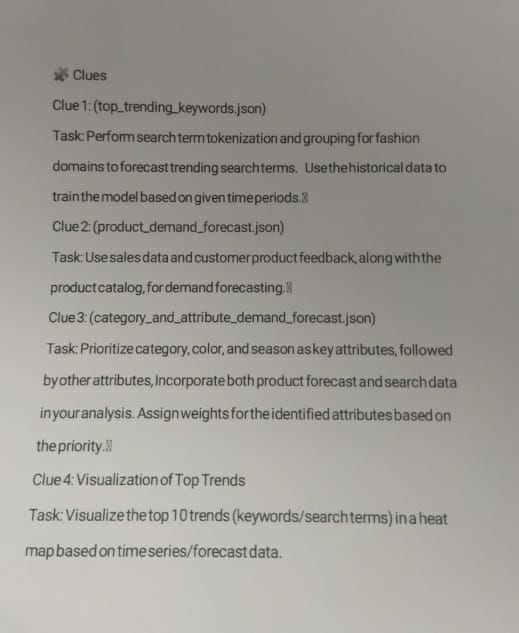 Clues
Clue 1: (top_trending_keywords.json)
Task: Perform search term tokenization and grouping for fashion
domains to forecast trending search terms. Use the historical data to
train the model based on given time periods.
Clue 2: (product_demand_forecast.json)
Task: Use sales data and customer product feedback, along with the
product catalog, for demand forecasting.
Clue 3: (category_and_attribute_demand_forecast.json)
Task: Prioritize category, color, and season as key attributes, followed
by other attributes, Incorporate both product forecast and search data
in your analysis. Assign weights for the identified attributes based on
the priority.
Clue 4: Visualization of Top Trends
Task: Visualize the top 10 trends (keywords/search terms) in a heat
map based on time series/forecast data.